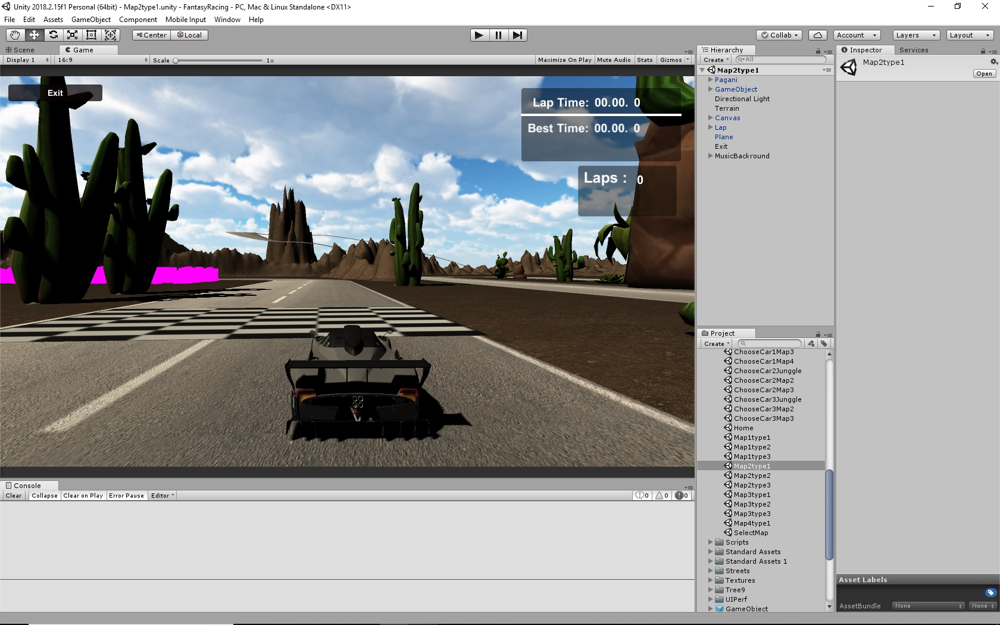 Unity 2018.2.15f1 Personal (64bit) - Map2type1.unity - FantasyRacing - PC, Mac & Linux Standalone <DX11>
File Edit Assets GameObject Component Mobile Input Window Help
Center Local Collab Account Layers Layout
Scene Game
Display 1 16:9 Scale 1x Maximize On Play Mute Audio Stats Gizmos
Exit
Lap Time: 00.00. 0
Best Time: 00.00. 0
Laps : 0
Console
Clear Collapse Clear on Play Error Pause Editor 0 0 0
Hierarchy
Create All
Map2type1
Pagani
GameObject
Directional Light
Terrain
Canvas
Lap
Plane
Exit
MusicBackround
Project
Create
ChooseCar1Map3
ChooseCar1Map4
ChooseCar2Junggle
ChooseCar2Map2
ChooseCar2Map3
ChooseCar3Junggle
ChooseCar3Map2
ChooseCar3Map3
Home
Map1type1
Map1type2
Map1type3
Map2type1
Map2type2
Map2type3
Map3type1
Map3type2
Map3type3
Map4type1
SelectMap
Scripts
Standard Assets
Standard Assets 1
Streets
Textures
Tree9
UIPerf
GameObject
Inspector Services
Map2type1
Open
Asset Labels
AssetBundle None None